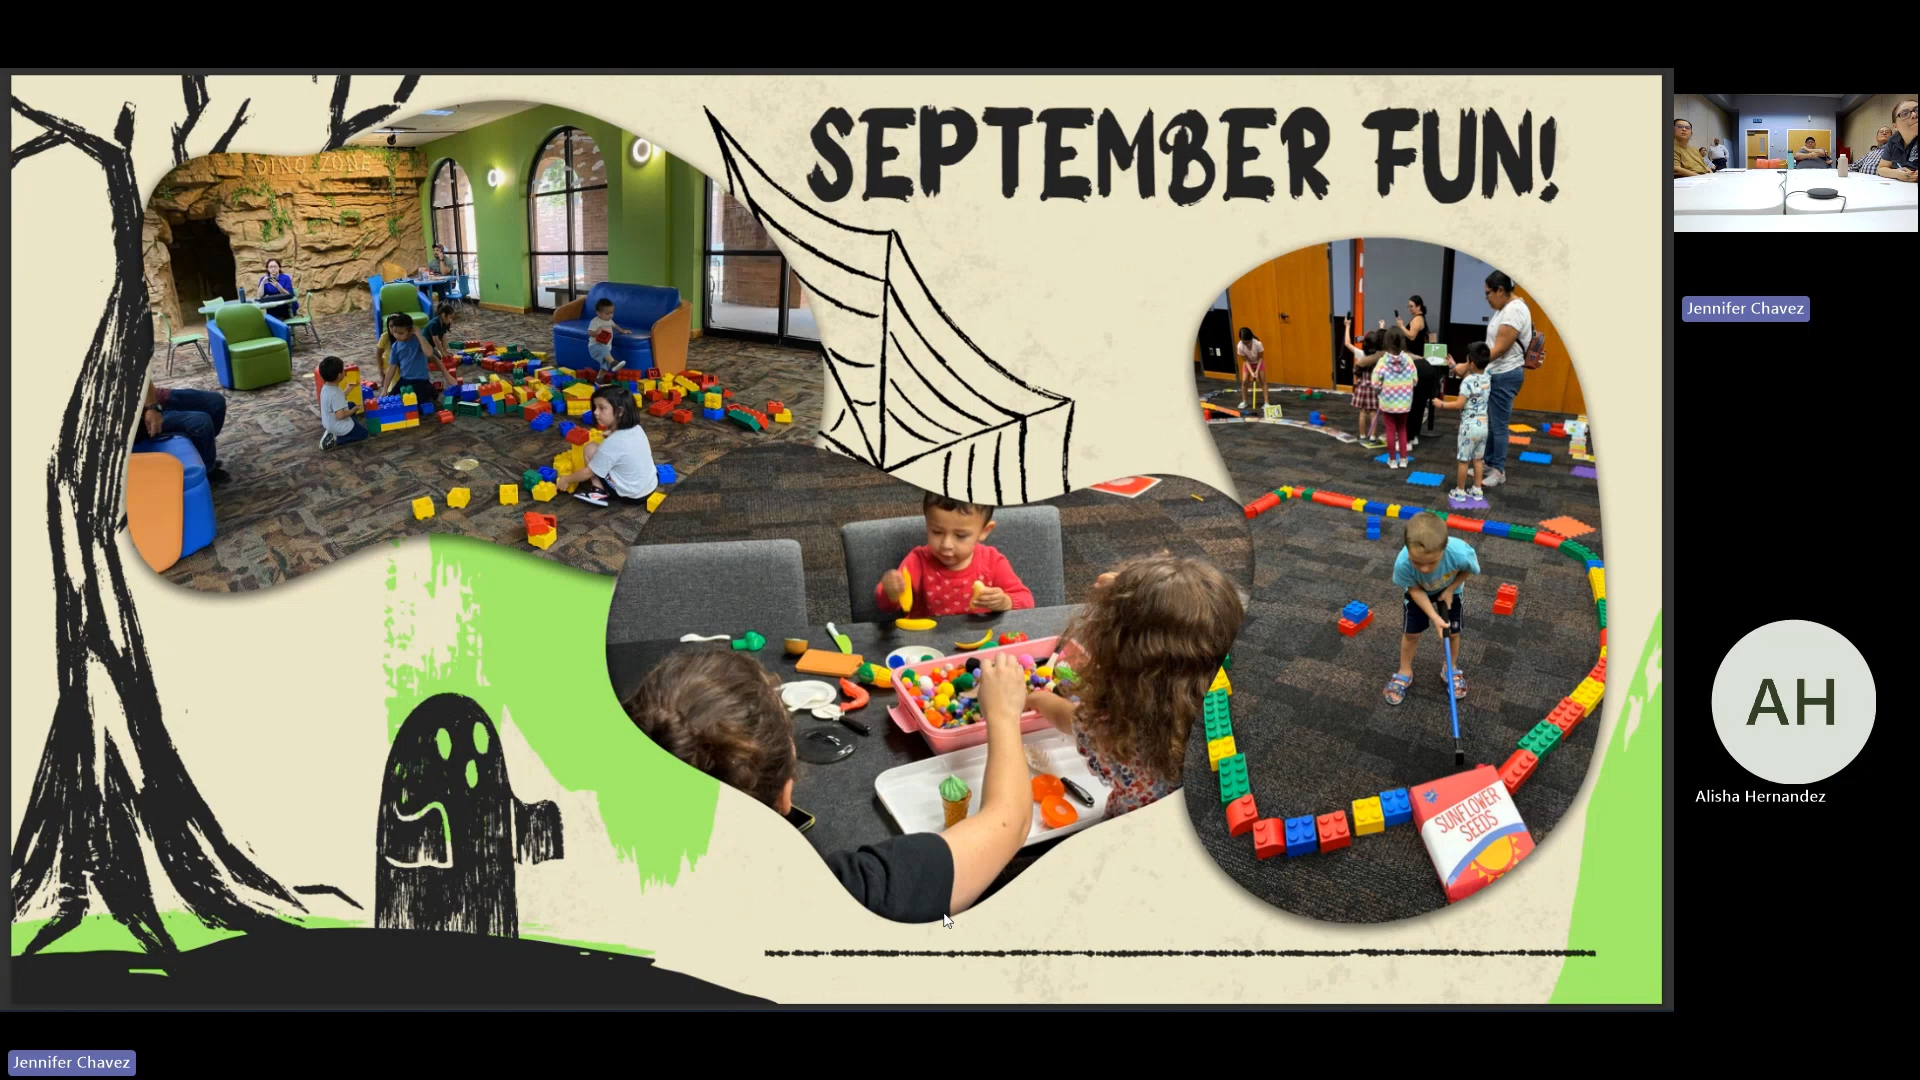 SEPTEMBER FUN!
DINO ZONE
SUNFLOWER
SEEDS
Jennifer Chavez
AH
Alisha Hernandez
Jennifer Chavez